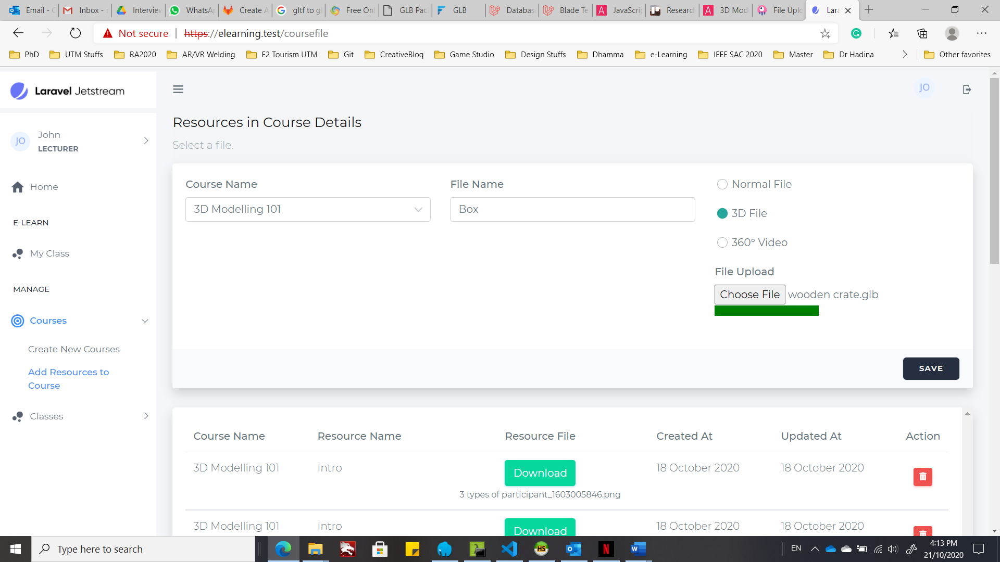 Email - 
Inbox - 
Interview
WhatsAp
Create A
gltf to gl
Free Onl
GLB Pac
GLB
Databas
Blade Te
JavaScrip
Research
3D Mod
File Uplo
Lara
Not secure | https://elearning.test/coursefile
PhD
UTM Stuffs
RA2020
AR/VR Welding
E2 Tourism UTM
Git
CreativeBloq
Game Studio
Design Stuffs
Dhamma
e-Learning
IEEE SAC 2020
Master
Dr Hadina
Other favorites
Laravel Jetstream
JO
JO
John
LECTURER
Home
E-LEARN
My Class
MANAGE
Courses
Create New Courses
Add Resources to
Course
Classes
Resources in Course Details
Select a file.
Course Name
3D Modelling 101
File Name
Box
Normal File
3D File
360° Video
File Upload
Choose File wooden crate.glb
SAVE
Course Name Resource Name Resource File Created At Updated At Action
3D Modelling 101 Intro Download 18 October 2020 18 October 2020
3 types of participant_1603005846.png
3D Modelling 101 Intro Download 18 October 2020 18 October 2020
Type here to search
HS
N
W
EN
4:13 PM
21/10/2020